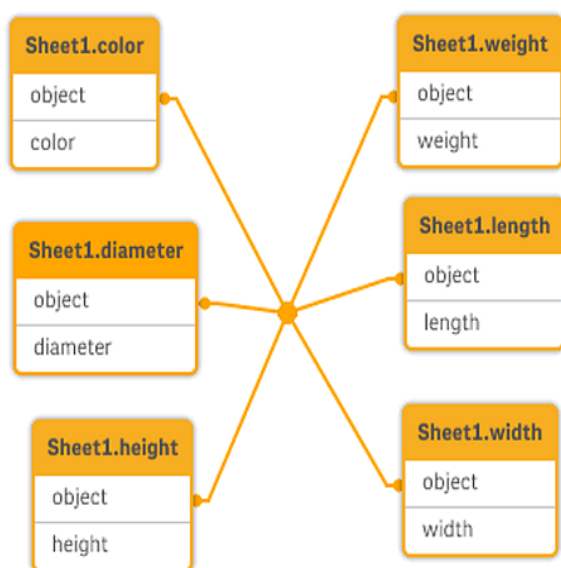 Sheet1.color
object
color
Sheet1.diameter
object
diameter
Sheet1.height
object
height
Sheet1.weight
object
weight
Sheet1.length
object
length
Sheet1.width
object
width